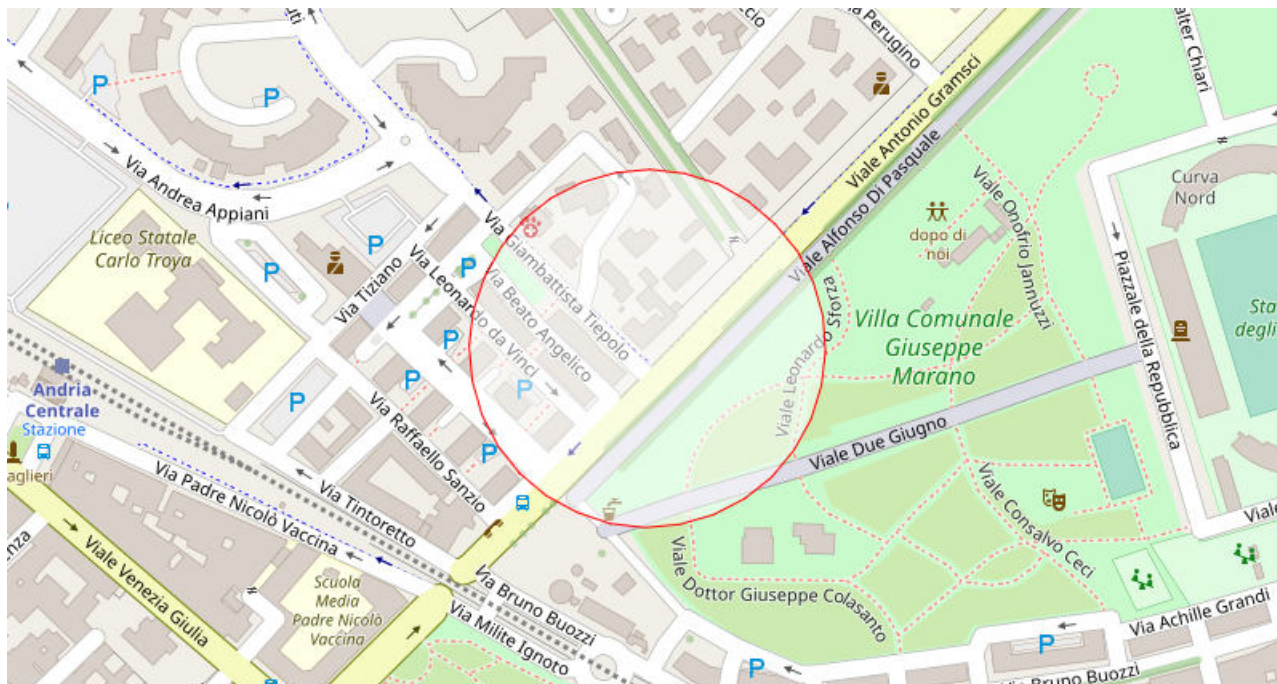 Via Perugino
Viale Antonio Gramsci
Viale Alfonso Di Pasquale
Walter Chiari
Curva
Nord
Via Andrea Appiani
Liceo Statale
Carlo Troya
Via Tiziano
Via Leonardo da Vinci
Via Giambattista Tiepolo
Via Beato Angelico
dopo di
noi
Viale Onofrio Jannuzzi
Piazzale della Repubblica
Viale Leonardo Sforza
Villa Comunale
Giuseppe
Marano
Sta
degli
Andria
Centrale
Stazione
P
P
P
P
P
P
P
P
P
P
P
P
Via Raffaello Sanzio
Viale Due Giugno
Viale Consalvo Ceci
aglieri
Via Padre Nicolò Vaccina
Via Tintoretto
Viale Venezia Giulia
Scuola
Media
Padre Nicolò
Vaccina
Via Bruno Buozzi
Via Milite Ignoto
Viale Dottor Giuseppe Colasanto
Viale
Via Achille Grandi
Via Bruno Buozzi